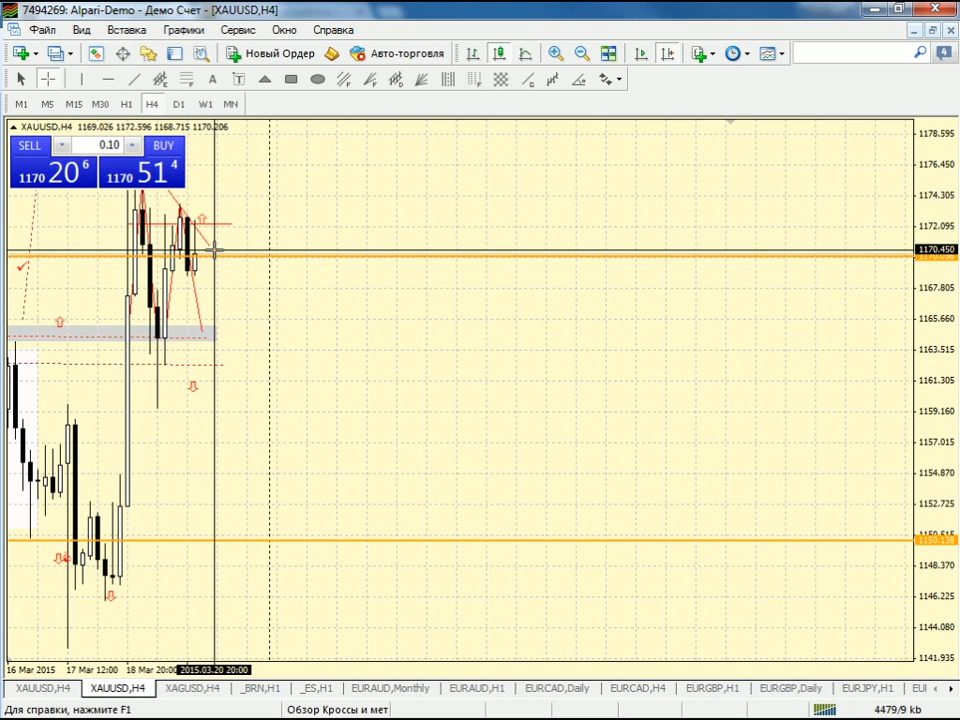 7494269: Alpari-Demo - Демо Счет - [XAUUSD,H4]
Файл Вид Вставка Графики Сервис Окно Справка
Новый Ордер Авто-торговля 4
A T
M1 M5 M15 M30 H1 H4 D1 W1 MN
XAUUSD,H4 1169.026 1172.596 1168.715 1170.206
SELL 0.10 BUY
1170 20 6 1170 51 4
1178.595
1176.450
1174.305
1172.095
1170.450
1167.805
1165.660
1163.515
1161.305
1159.160
1157.015
1154.870
1152.725
1150.138
1148.370
1146.225
1144.080
1141.935
16 Mar 2015 17 Mar 12:00 18 Mar 20:00 2015.03.20 20:00
XAUUSD,H4 XAUUSD,H4 XAGUSD,H4 _BRN,H1 _ES,H1 EURAUD,Monthly EURAUD,H1 EURCAD,Daily EURCAD,H4 EURGBP,H1 EURGBP,Daily EURJPY,H1
Для справки, нажмите F1 Обзор Кроссы и мет 4479/9 kb